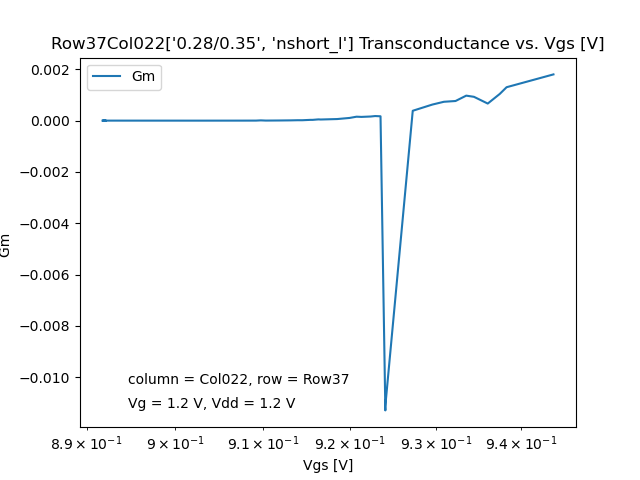 Row37Col022['0.28/0.35', 'nshort_l'] Transconductance vs. Vgs [V]
Gm
0.002
0.000
−0.002
−0.004
−0.006
−0.008
−0.010
Gm
column = Col022, row = Row37
Vg = 1.2 V, Vdd = 1.2 V
8.9 × 10⁻¹ 9 × 10⁻¹ 9.1 × 10⁻¹ 9.2 × 10⁻¹ 9.3 × 10⁻¹ 9.4 × 10⁻¹
Vgs [V]